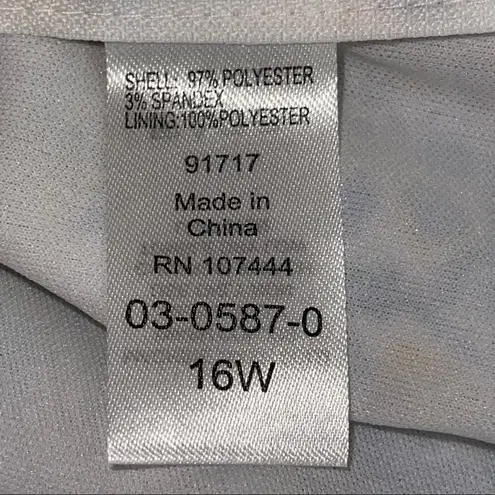 SHELL: 97% POLYESTER
3% SPANDEX
LINING:100%POLYESTER
91717
Made in
China
RN 107444
03-0587-0
16W